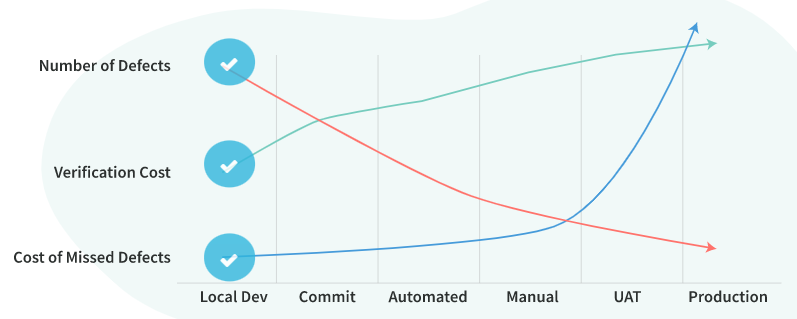 Number of Defects
Verification Cost
Cost of Missed Defects
Local Dev Commit Automated Manual UAT Production